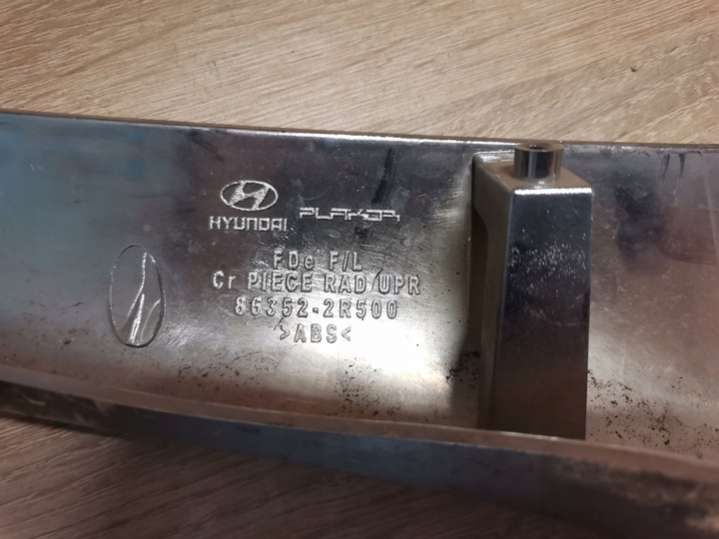 HYUNDAI PLAKOR
FDe F/L
Cr PIECE RAD/UPR
86352-2R500
>ABS<